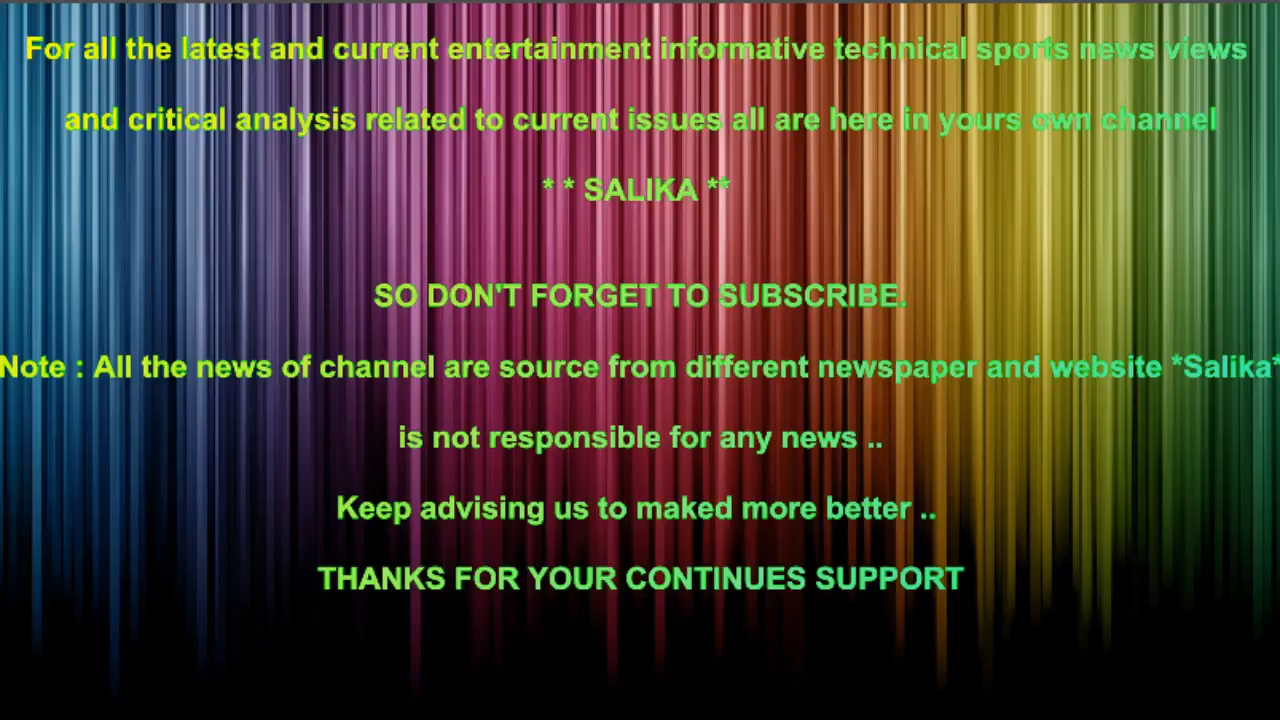 For all the latest and current entertainment informative technical sports news views
and critical analysis related to current issues all are here in yours own channel
* * SALIKA **
SO DON'T FORGET TO SUBSCRIBE.
Note : All the news of channel are source from different newspaper and website *Salika*
is not responsible for any news ..
Keep advising us to maked more better ..
THANKS FOR YOUR CONTINUES SUPPORT